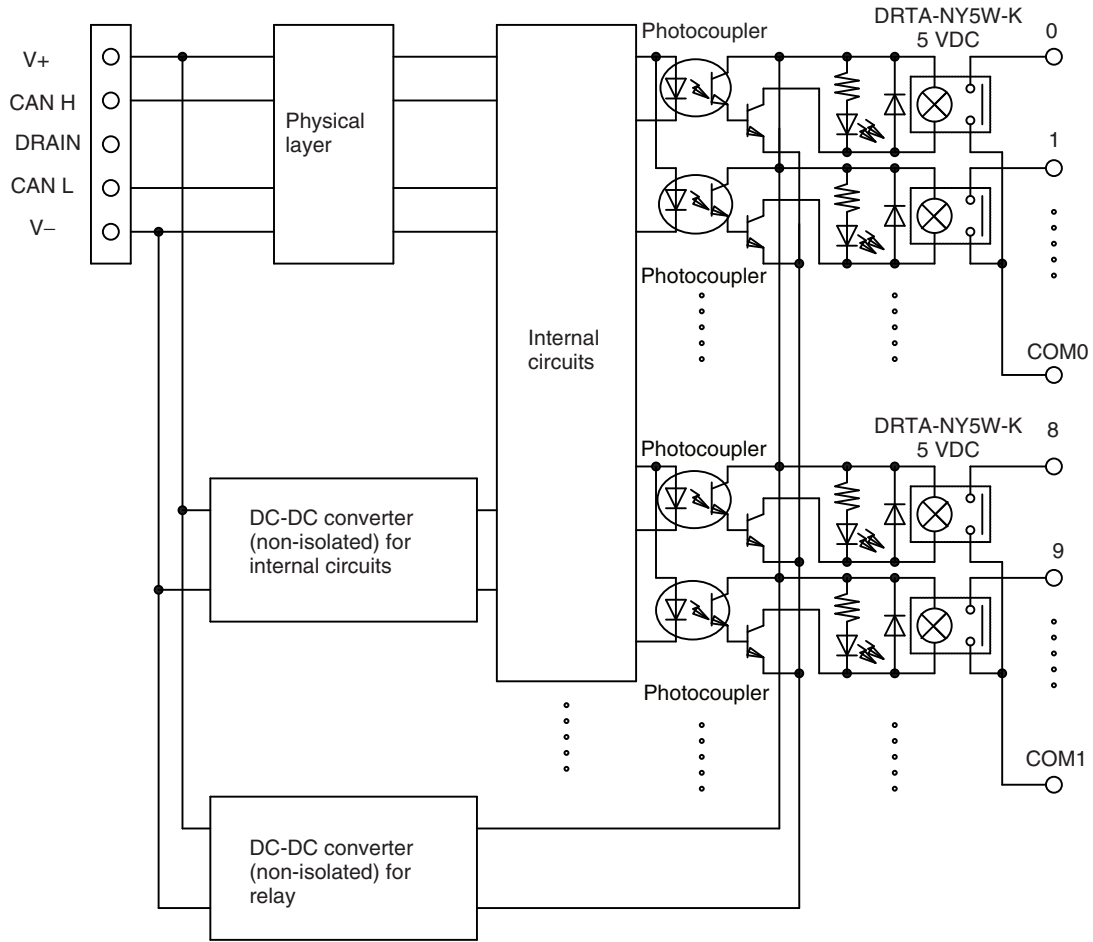 Photocoupler
DRTA-NY5W-K
5 VDC
0
V+
CAN H
DRAIN
CAN L
V–
Physical
layer
1
Photocoupler
Internal
circuits
COM0
DRTA-NY5W-K
5 VDC
8
Photocoupler
DC-DC converter
(non-isolated) for
internal circuits
9
Photocoupler
COM1
DC-DC converter
(non-isolated) for
relay